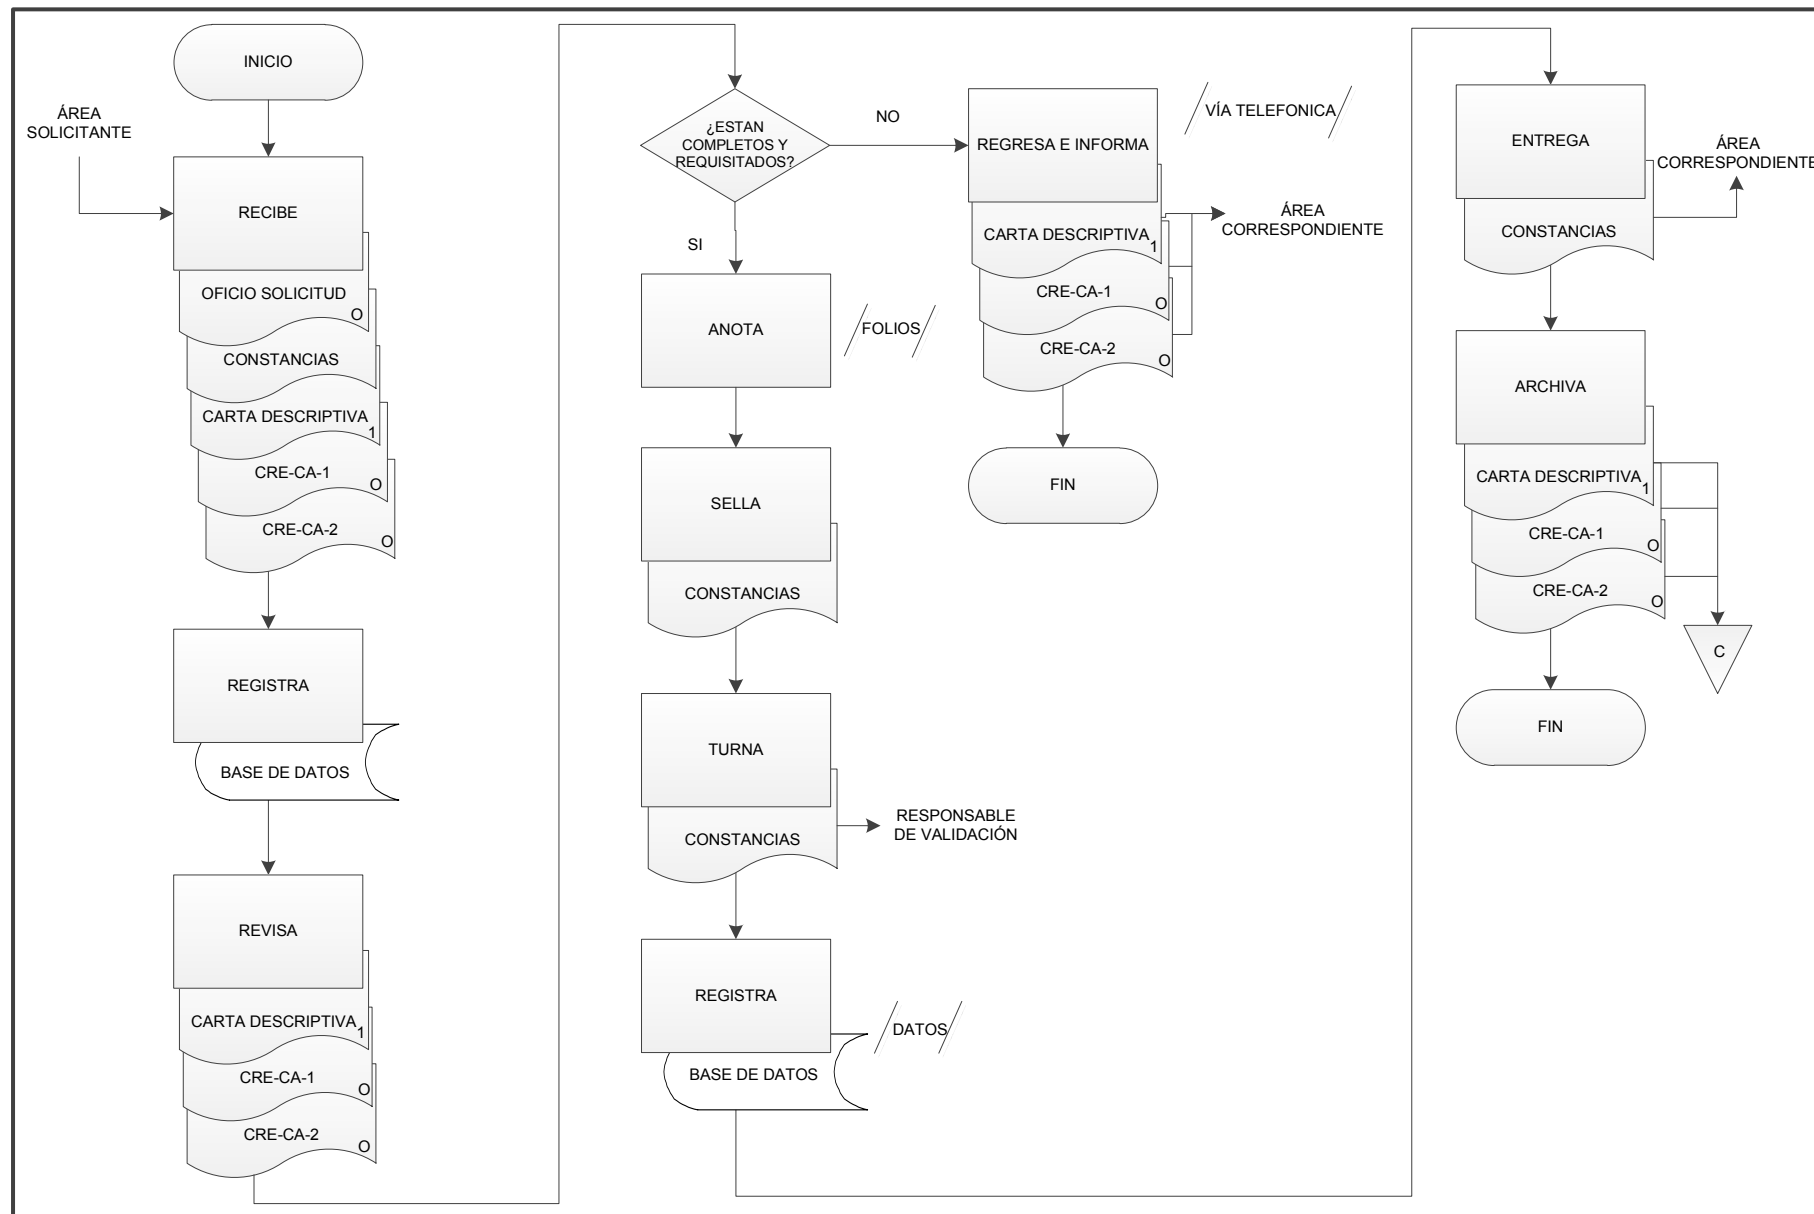 INICIO
ÁREA
SOLICITANTE
RECIBE
OFICIO SOLICITUD
O
CONSTANCIAS
CARTA DESCRIPTIVA
1
CRE-CA-1
O
CRE-CA-2
O
REGISTRA
BASE DE DATOS
REVISA
CARTA DESCRIPTIVA
1
CRE-CA-1
O
CRE-CA-2
O
¿ESTAN
COMPLETOS Y
REQUISITADOS?
NO
SI
REGRESA E INFORMA
VÍA TELEFONICA
CARTA DESCRIPTIVA
1
CRE-CA-1
O
CRE-CA-2
O
ÁREA
CORRESPONDIENTE
FIN
ANOTA
FOLIOS
SELLA
CONSTANCIAS
TURNA
CONSTANCIAS
RESPONSABLE
DE VALIDACIÓN
REGISTRA
DATOS
BASE DE DATOS
ENTREGA
CONSTANCIAS
ÁREA
CORRESPONDIENTE
ARCHIVA
CARTA DESCRIPTIVA
1
CRE-CA-1
O
CRE-CA-2
O
C
FIN